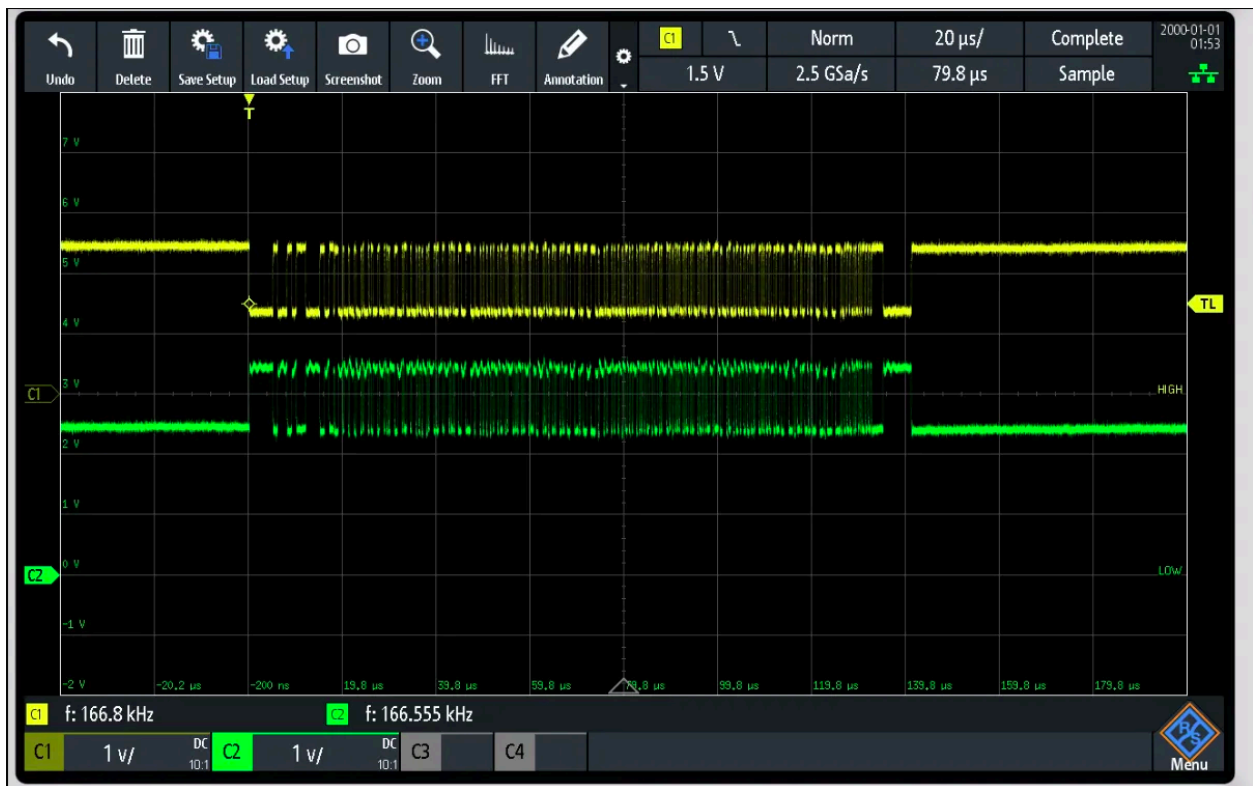 C1 Norm 20 µs/ Complete 2000-01-01
01:53
Undo Delete Save Setup Load Setup Screenshot Zoom FFT Annotation 1.5 V 2.5 GSa/s 79.8 µs Sample
T
7 V
6 V
5 V
TL
4 V
C1 3 V HIGH
2 V
1 V
C2 0 V LOW
-1 V
-2 V -20.2 µs -200 ns 19.8 µs 39.8 µs 59.8 µs 79.8 µs 99.8 µs 119.8 µs 139.8 µs 159.8 µs 179.8 µs
C1 f: 166.8 kHz C2 f: 166.555 kHz
C1 1 v/ DC 10:1 C2 1 v/ DC 10:1 C3 C4 R S Menu